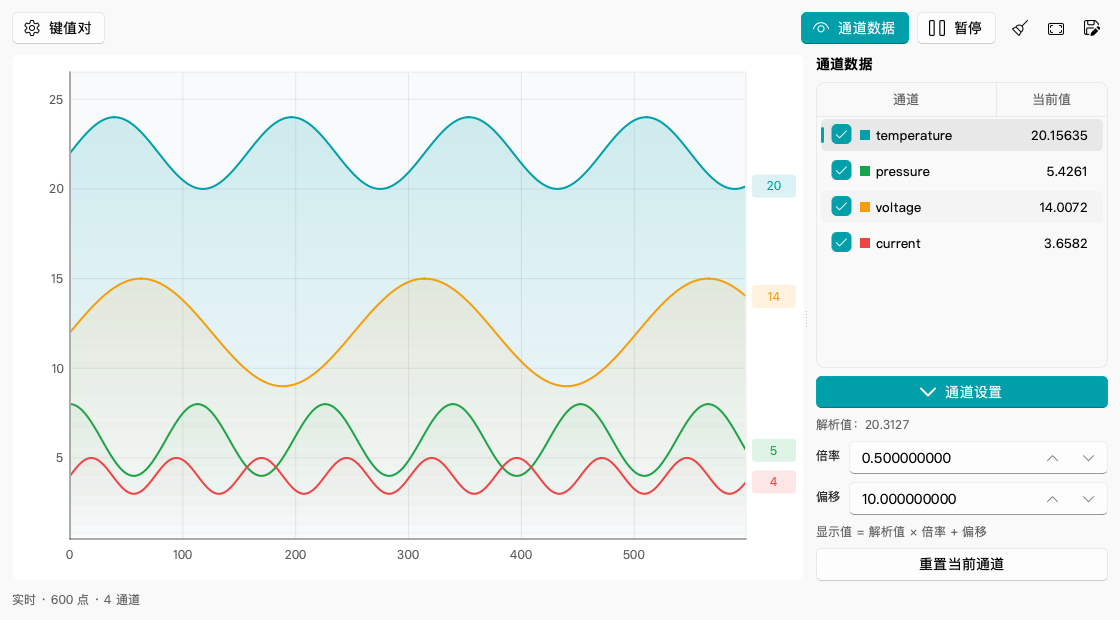 键值对
通道数据
暂停
25
20
15
10
5
0
100
200
300
400
500
20
14
5
4
通道数据
通道 当前值
temperature 20.15635
pressure 5.4261
voltage 14.0072
current 3.6582
通道设置
解析值: 20.3127
倍率 0.500000000
偏移 10.000000000
显示值 = 解析值 × 倍率 + 偏移
重置当前通道
实时 · 600 点 · 4 通道